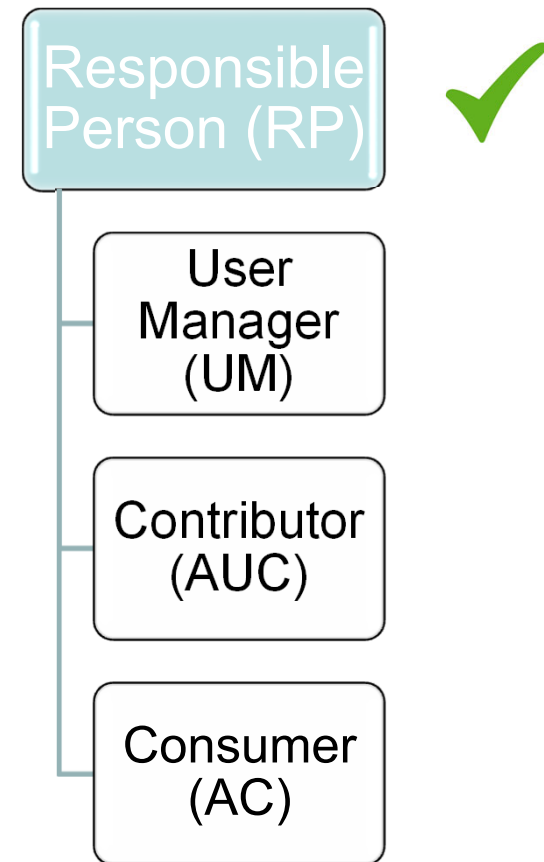 Responsible
Person (RP)
User
Manager
(UM)
Contributor
(AUC)
Consumer
(AC)